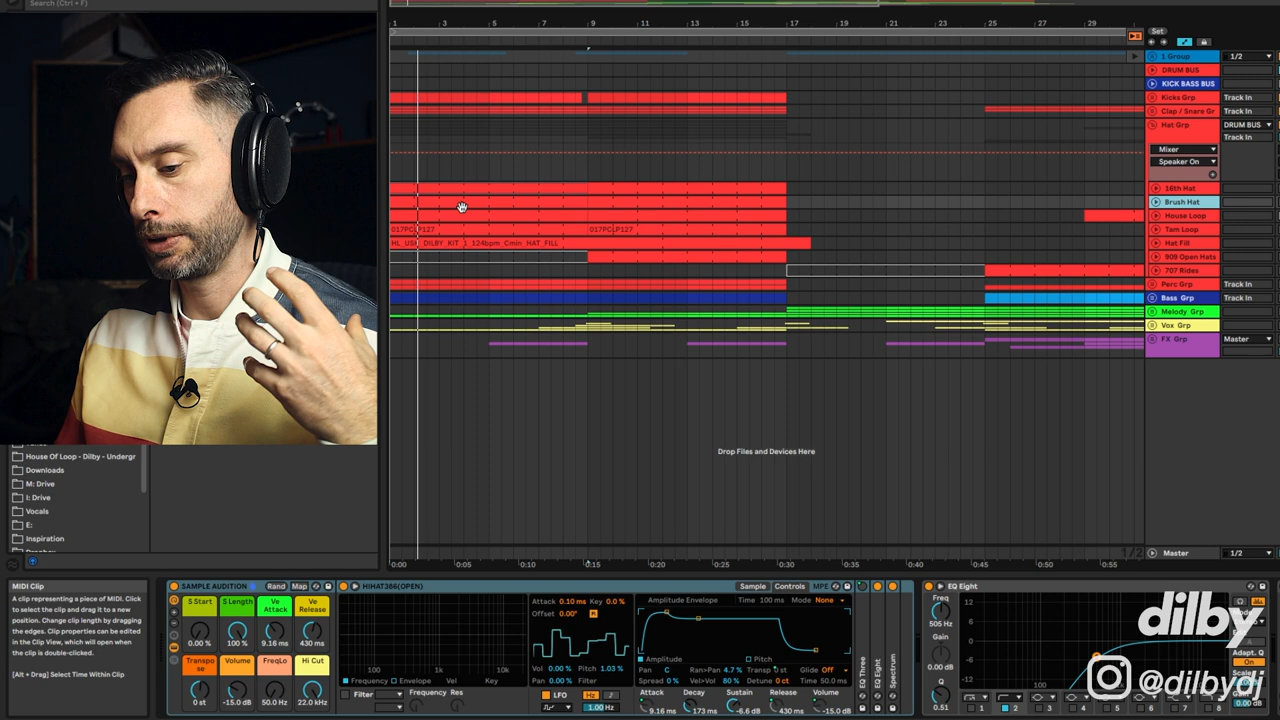 Search (Ctrl + F)
1 3 5 7 9 11 13 15 17 19 21 23 25 27 29
Set
1 Group 1/2
DRUM BUS
KICK BASS BUS
Kicks Grp Track In
Clap / Snare Gr Track In
Hat Grp DRUM BUS
Track In
Mixer
Speaker On
16th Hat
Brush Hat
House Loop
017PCLP127 017PCLP127 Tam Loop
HL_USK_DILBY_KIT_1_124bpm_Cmin_HAT_FILL Hat Fill
909 Open Hats
707 Rides
Perc Grp Track In
Bass Grp Track In
Melody Grp
Vox Grp
FX Grp Master
House Of Loop - Dilby - Undergr
Downloads
M: Drive
I: Drive
Vocals
E:
Inspiration
Drop Files and Devices Here
1/2 Master 1/2
0:00 0:05 0:10 0:15 0:20 0:25 0:30 0:35 0:40 0:45 0:50 0:55
MIDI Clip
A clip representing a piece of MIDI. Click
to select the clip and drag it to a new
position. Change clip length by dragging
the edges. Clip properties can be edited
in the Clip View, which will open when
the clip is double-clicked.
[Alt + Drag] Select Time Within Clip
SAMPLE AUDITION Rand Map
S Start S Length Ve Attack Ve Release
0.00 % 100 % 9.16 ms 430 ms
Transpose Volume FreqLo Hi Cut
0 st -15.0 dB 50.0 Hz 22.0 kHz
HIHAT386(OPEN) Sample Controls MPE
100 1k 10k
Frequency Envelope Vel Key Env
Filter Frequency Res
Attack 0.10 ms Key 0.0 %
Offset 0.00° R
Vol 0.00 % Pitch 1.03 %
LFO Hz
1.00 Hz
Amplitude Envelope Time 100 ms Mode None
Amplitude Pitch
Pan C Ran>Pan 4.7 % Transp 0 st Glide Off
Spread 0 % Vel>Vol 80 % Detune 0 ct Time 50.0 ms
Attack Decay Sustain Release Volume
9.16 ms 173 ms -6.6 dB 430 ms -15.0 dB
EQ Three
EQ Eight
Spectrum
EQ Eight
Freq
505 Hz
Gain
0.00 dB
Q
0.51
12
6
0
-6
-12
100
1 2 3 4 5 6 7 8
Adapt. Q
On
0.00 dB
dilby
@dilbydj